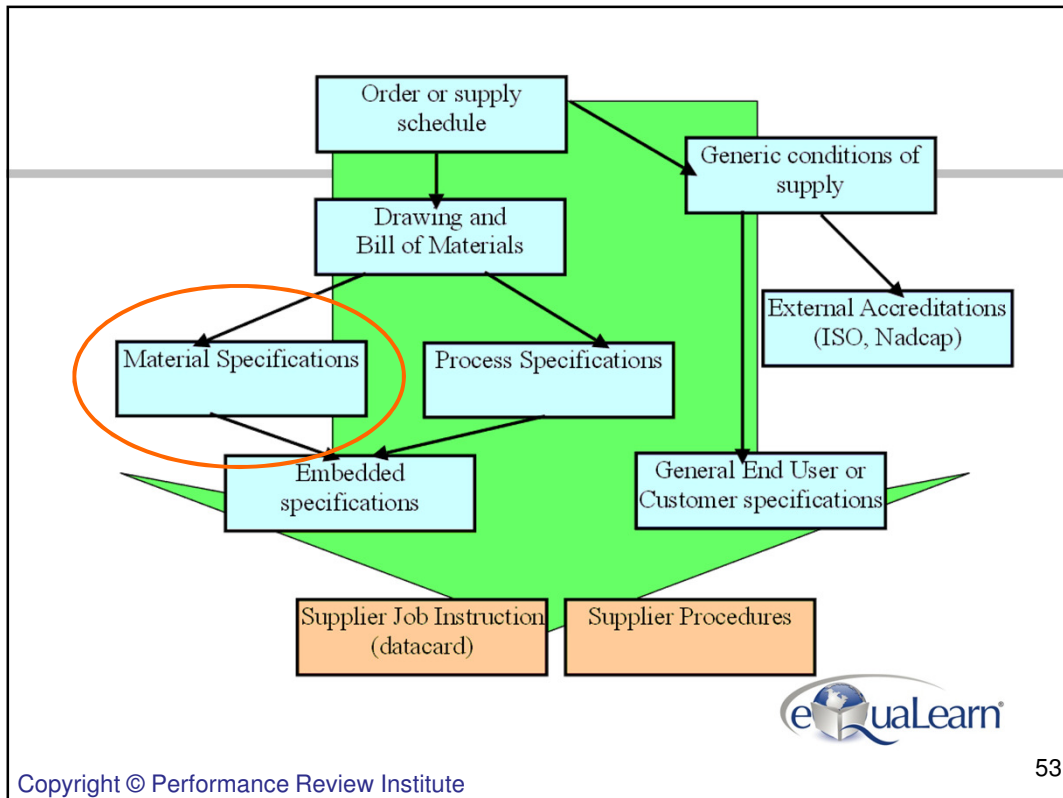 Order or supply
schedule
Generic conditions of
supply
Drawing and
Bill of Materials
External Accreditations
(ISO, Nadcap)
Material Specifications
Process Specifications
Embedded
specifications
General End User or
Customer specifications
Supplier Job Instruction
(datacard)
Supplier Procedures
eQuaLearn
Copyright © Performance Review Institute
53